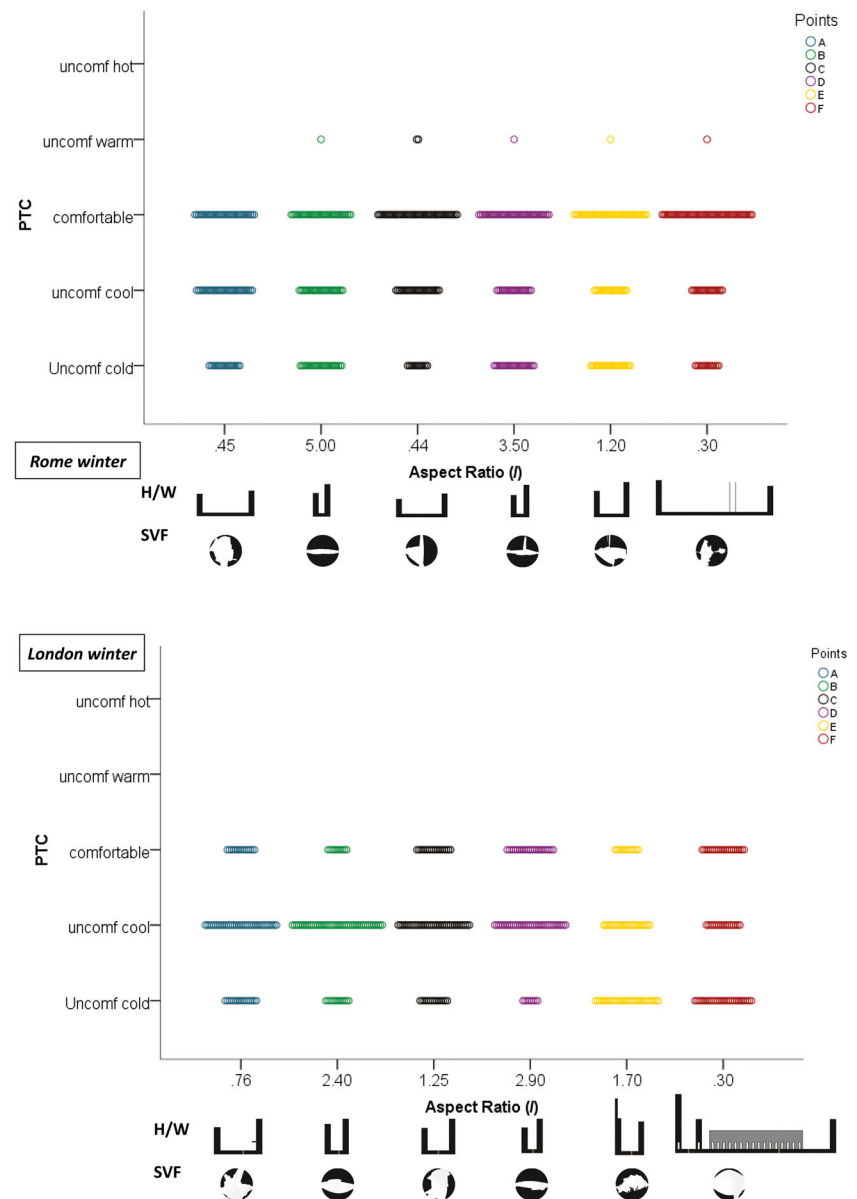 Points
A
B
C
D
E
F
uncomf hot
uncomf warm
comfortable
uncomf cool
Uncomf cold
PTC
.45 5.00 .44 3.50 1.20 .30
Aspect Ratio (/)
Rome winter
H/W
SVF
London winter
Points
A
B
C
D
E
F
uncomf hot
uncomf warm
comfortable
uncomf cool
Uncomf cold
PTC
.76 2.40 1.25 2.90 1.70 .30
Aspect Ratio (/)
H/W
SVF